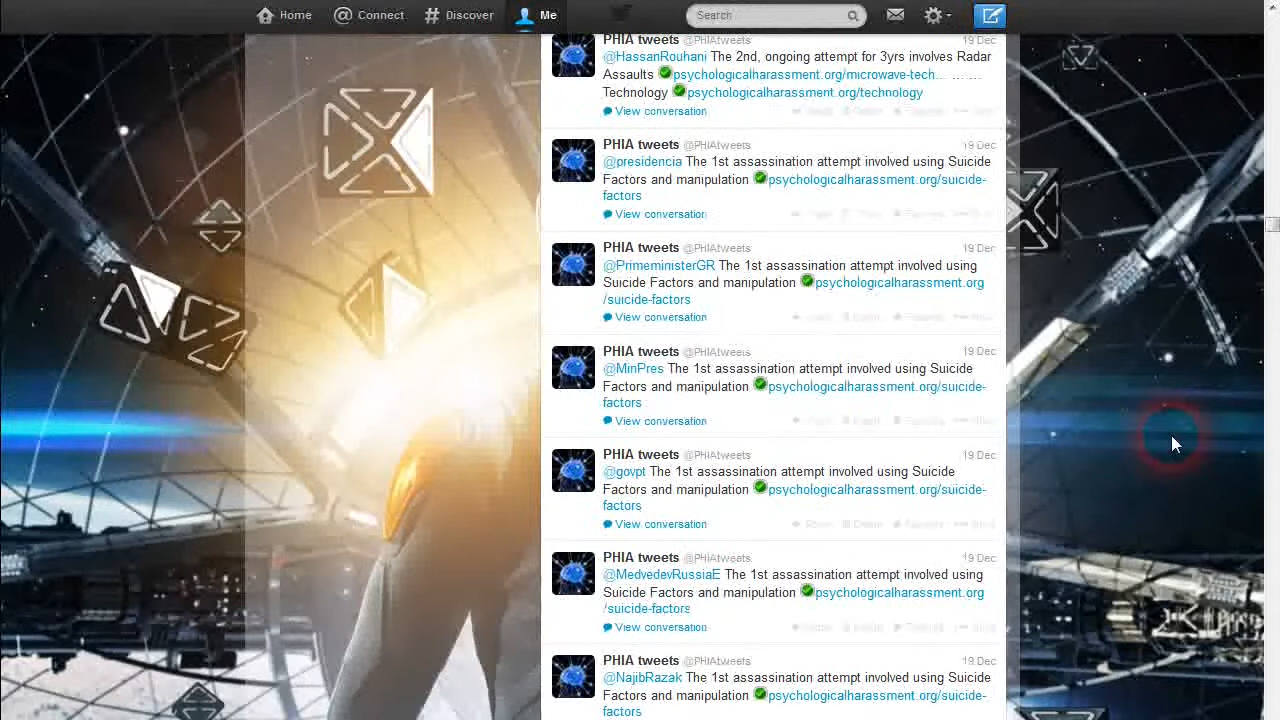 Home
Connect
Discover
Me
Search
PHIA tweets @PHIAtweets 19 Dec
@HassanRouhani The 2nd, ongoing attempt for 3yrs involves Radar
Assaults psychologicalharassment.org/microwave-tech...
Technology psychologicalharassment.org/technology
View conversation
PHIA tweets @PHIAtweets 19 Dec
@presidencia The 1st assassination attempt involved using Suicide
Factors and manipulation psychologicalharassment.org/suicide-
factors
View conversation
PHIA tweets @PHIAtweets 19 Dec
@PrimeministerGR The 1st assassination attempt involved using
Suicide Factors and manipulation psychologicalharassment.org
/suicide-factors
View conversation
PHIA tweets @PHIAtweets 19 Dec
@MinPres The 1st assassination attempt involved using Suicide
Factors and manipulation psychologicalharassment.org/suicide-
factors
View conversation
PHIA tweets @PHIAtweets 19 Dec
@govpt The 1st assassination attempt involved using Suicide
Factors and manipulation psychologicalharassment.org/suicide-
factors
View conversation
PHIA tweets @PHIAtweets 19 Dec
@MedvedevRussiaE The 1st assassination attempt involved using
Suicide Factors and manipulation psychologicalharassment.org
/suicide-factors
View conversation
PHIA tweets @PHIAtweets 19 Dec
@NajibRazak The 1st assassination attempt involved using Suicide
Factors and manipulation psychologicalharassment.org/suicide-
factors